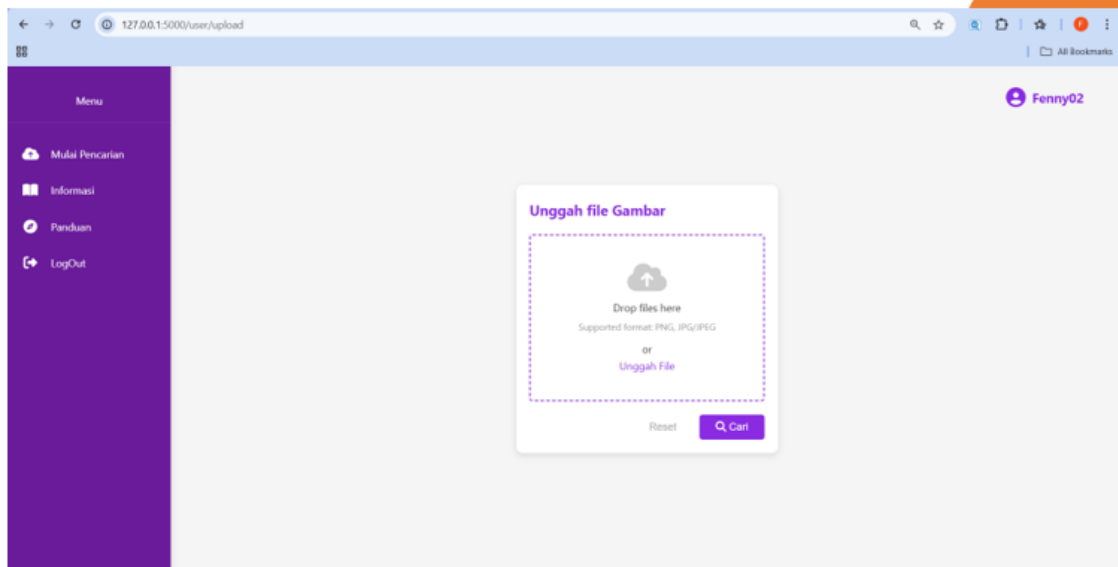 127.0.0.1:5000/user/upload
All Bookmarks
F
Menu
Fenny02
Mulai Pencarian
Informasi
Panduan
LogOut
Unggah file Gambar
Drop files here
Supported format: PNG, JPG/JPEG
or
Unggah File
Reset
Cari